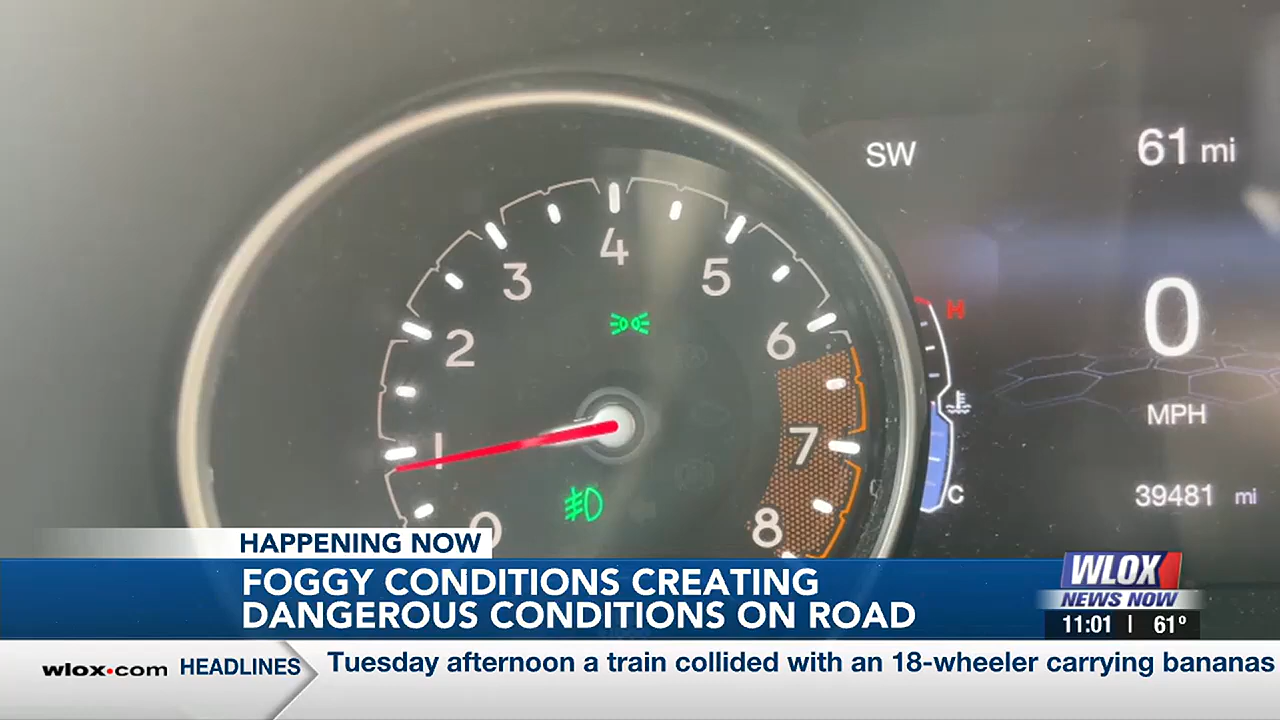 SW
61 mi
4
3
5
2
6
H
0
MPH
1
7
C
39481 mi
0
8
HAPPENING NOW
FOGGY CONDITIONS CREATING
DANGEROUS CONDITIONS ON ROAD
WLOX
NEWS NOW
11:01 | 61°
wlox.com HEADLINES
Tuesday afternoon a train collided with an 18-wheeler carrying bananas